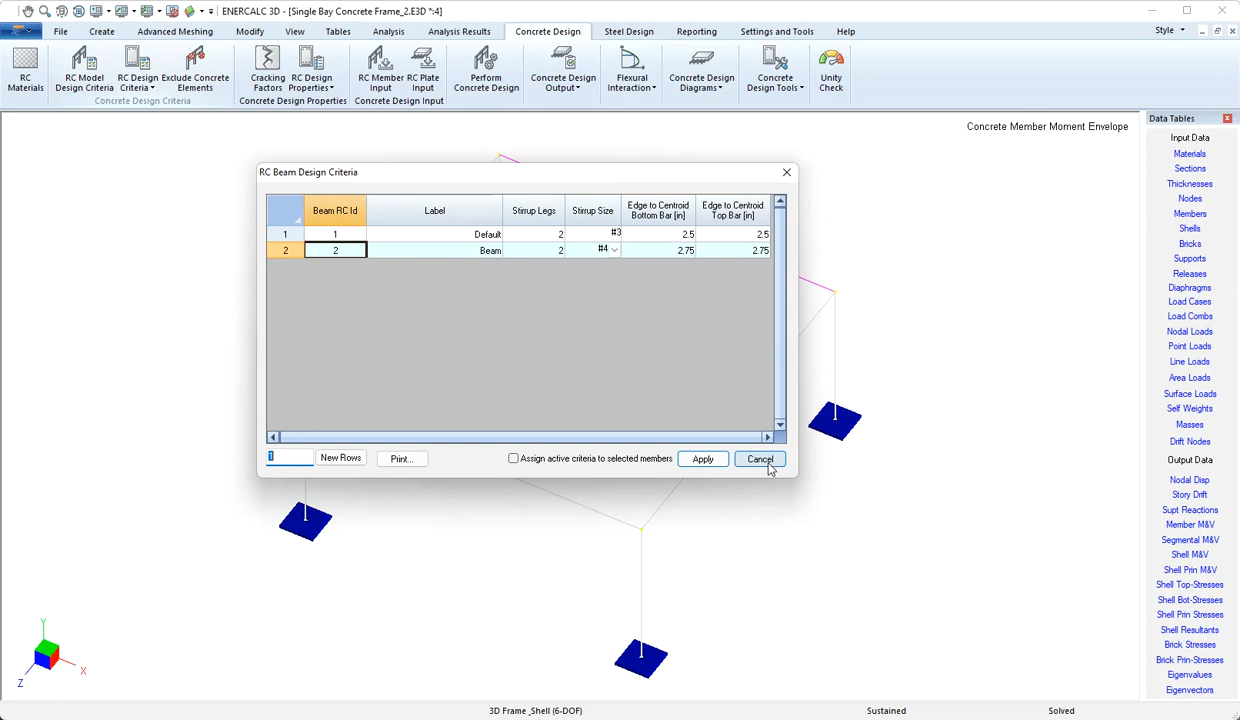 ENERCALC 3D - [Single Bay Concrete Frame_2.E3D *:4]
File Create Advanced Meshing Modify View Tables Analysis Analysis Results Concrete Design Steel Design Reporting Settings and Tools Help Style
RC Materials
RC Model Design Criteria
RC Design Criteria
Exclude Concrete Elements
Cracking Factors
RC Design Properties
RC Member Input
RC Plate Input
Perform Concrete Design
Concrete Design Output
Flexural Interaction
Concrete Design Diagrams
Concrete Design Tools
Unity Check
Concrete Design Criteria
Concrete Design Properties
Concrete Design Input
Concrete Member Moment Envelope
RC Beam Design Criteria
Beam RC Id Label Stirrup Legs Stirrup Size Edge to Centroid Bottom Bar [in] Edge to Centroid Top Bar [in]
1 1 Default 2 #3 2.5 2.5
2 2 Beam 2 #4 2.75 2.75
1 New Rows Print... Assign active criteria to selected members Apply Cancel
Y
X
Z
Data Tables
Input Data
Materials
Sections
Thicknesses
Nodes
Members
Shells
Bricks
Supports
Releases
Diaphragms
Load Cases
Load Combs
Nodal Loads
Point Loads
Line Loads
Area Loads
Surface Loads
Self Weights
Masses
Drift Nodes
Output Data
Nodal Disp
Story Drift
Supt Reactions
Member M&V
Segmental M&V
Shell M&V
Shell Prin M&V
Shell Top-Stresses
Shell Bot-Stresses
Shell Prin Stresses
Shell Resultants
Brick Stresses
Brick Prin-Stresses
Eigenvalues
Eigenvectors
3D Frame_Shell (6-DOF) Sustained Solved